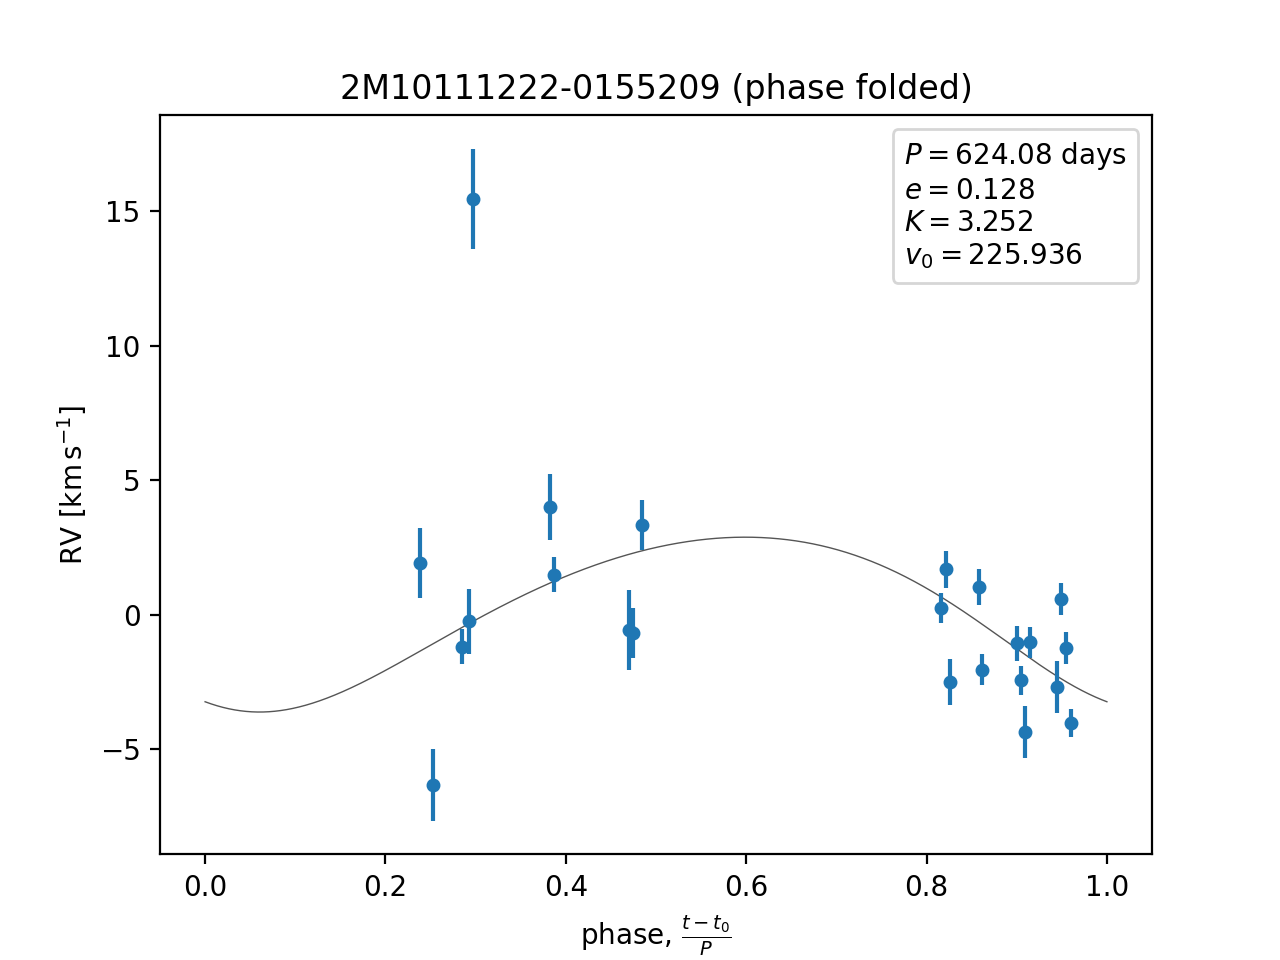 2M10111222-0155209 (phase folded)
P = 624.08 days
e = 0.128
K = 3.252
v₀ = 225.936
15
10
5
0
−5
RV [km s⁻¹]
0.0 0.2 0.4 0.6 0.8 1.0
phase, (t − t₀)/P